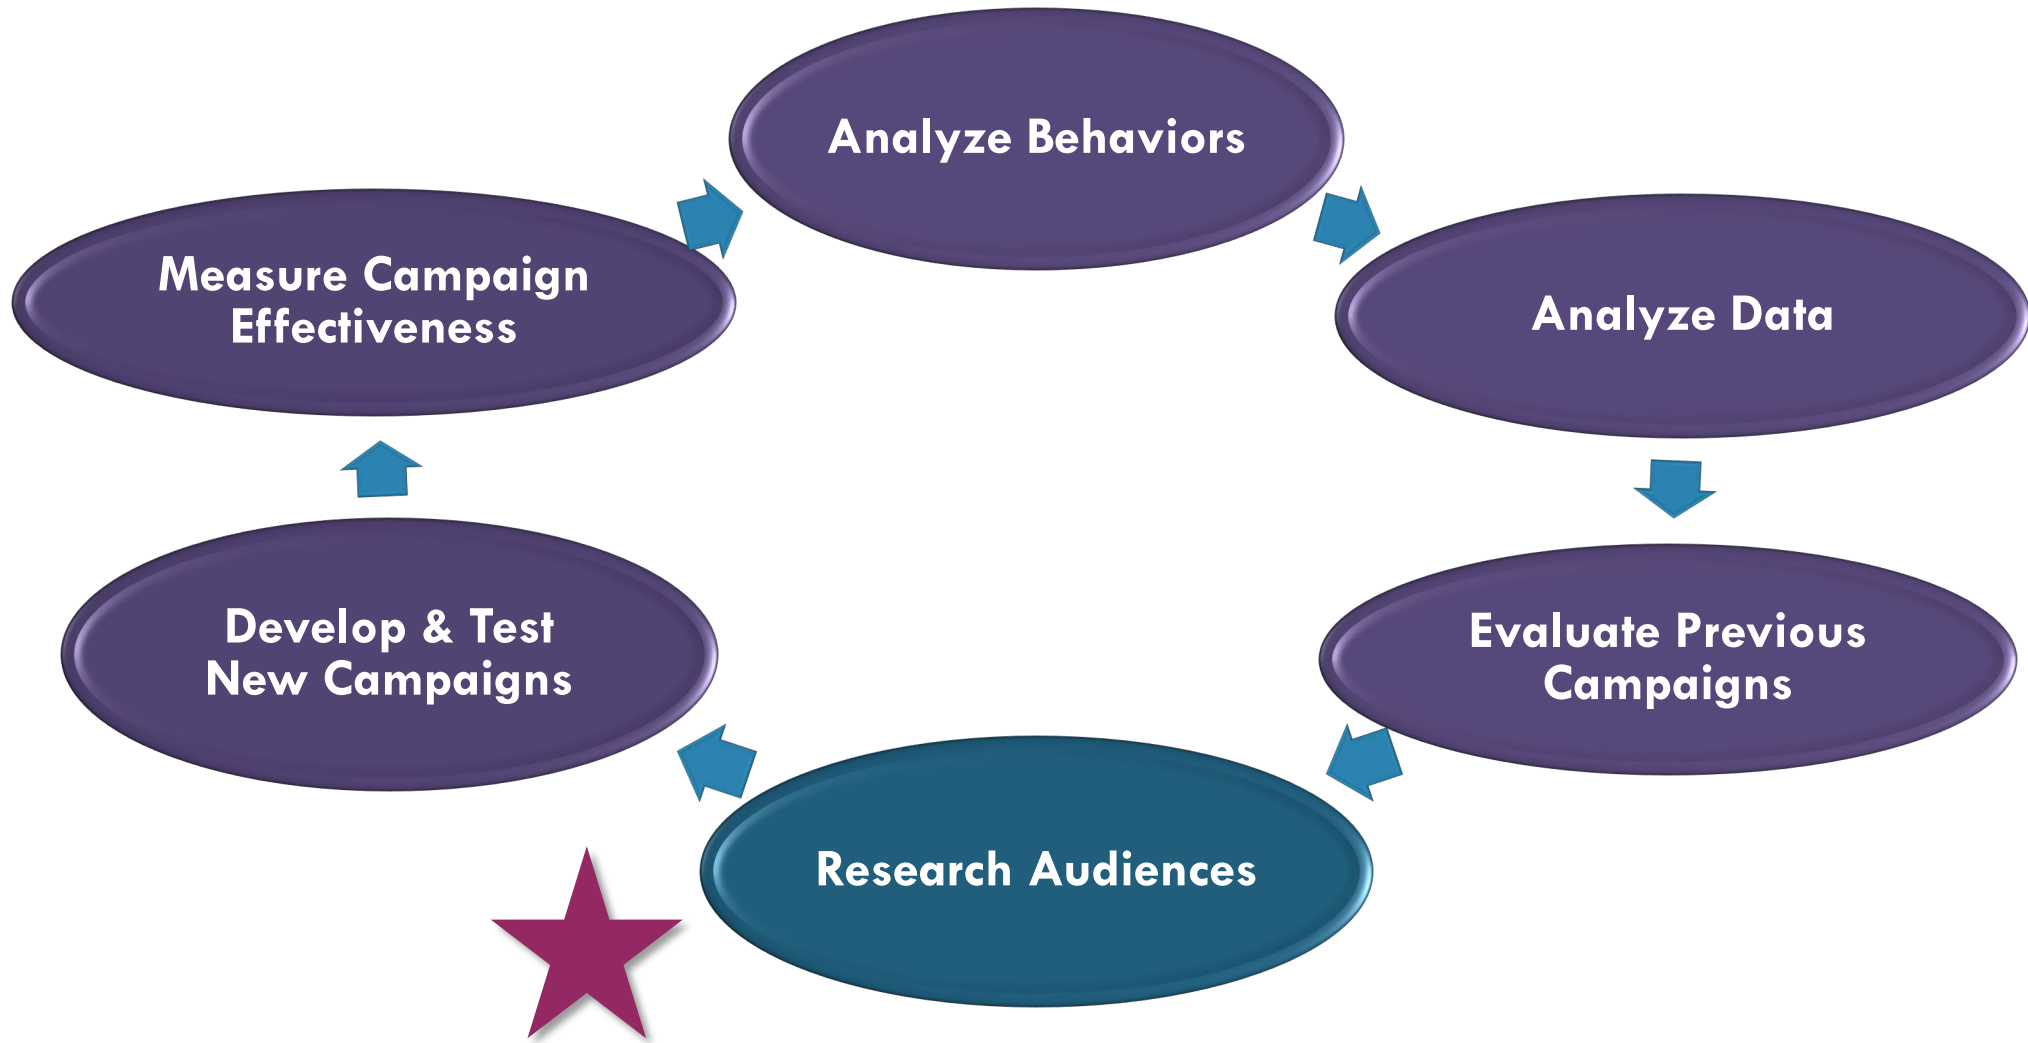 Analyze Behaviors
Analyze Data
Evaluate Previous
Campaigns
Research Audiences
Develop & Test
New Campaigns
Measure Campaign
Effectiveness